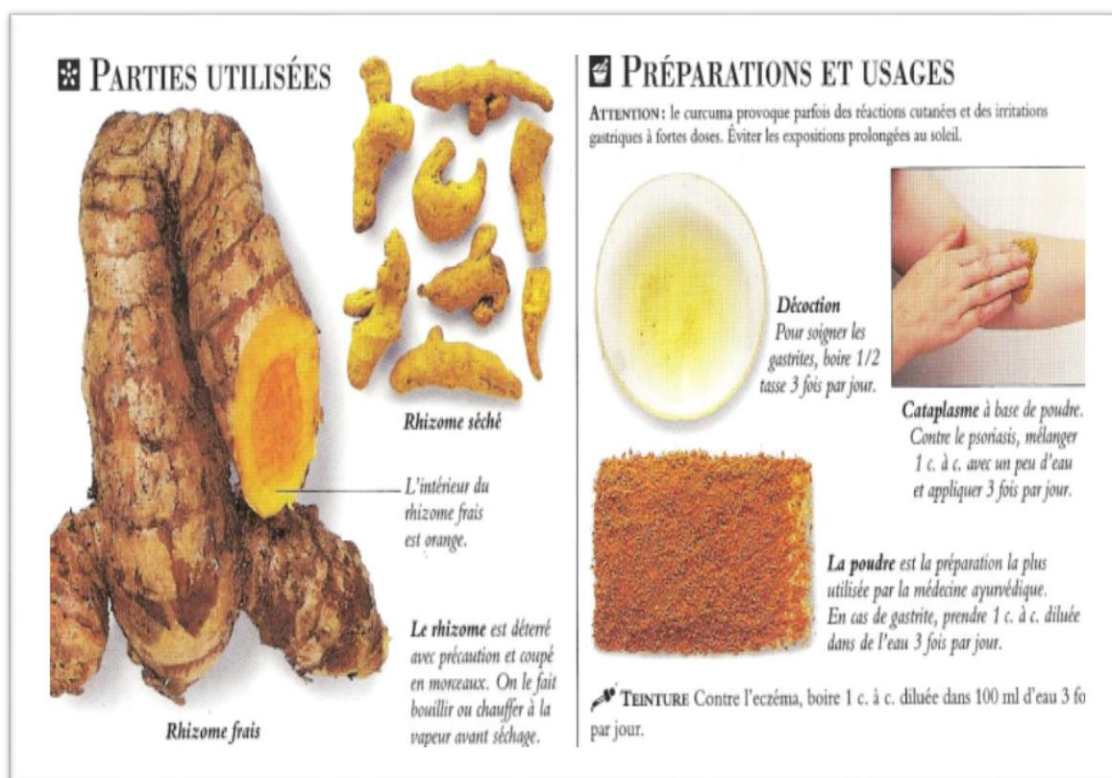 PARTIES UTILISÉES
Rhizome séché
L'intérieur du
rhizome frais
est orange.
Le rhizome est déterré
avec précaution et coupé
en morceaux. On le fait
bouillir ou chauffer à la
vapeur avant séchage.
Rhizome frais
PRÉPARATIONS ET USAGES
ATTENTION : le curcuma provoque parfois des réactions cutanées et des irritations
gastriques à fortes doses. Éviter les expositions prolongées au soleil.
Décoction
Pour soigner les
gastrites, boire 1/2
tasse 3 fois par jour.
Cataplasme à base de poudre.
Contre le psoriasis, mélanger
1 c. à c. avec un peu d'eau
et appliquer 3 fois par jour.
La poudre est la préparation la plus
utilisée par la médecine ayurvédique.
En cas de gastrite, prendre 1 c. à c. diluée
dans de l'eau 3 fois par jour.
TEINTURE Contre l'eczéma, boire 1 c. à c. diluée dans 100 ml d'eau 3 fo
par jour.